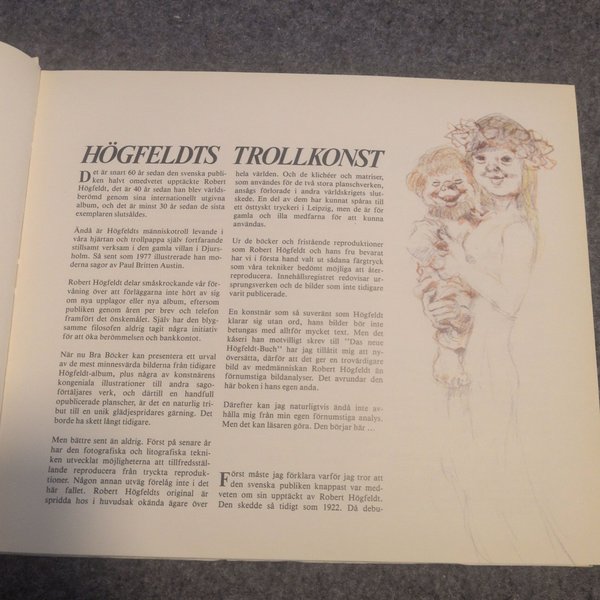 HÖGFELDTS TROLLKONST
Det är snart 60 år sedan den svenska publi-
ken halvt omedvetet upptäckte Robert
Högfeldt, det är 40 år sedan han blev världs-
berömd genom sina internationellt utgivna
album, och det är minst 30 år sedan de sista
exemplaren slutsåldes.
Ändå är Högfeldts människotroll levande i
våra hjärtan och trollpappa själv fortfarande
stillsamt verksam i den gamla villan i Djurs-
holm. Så sent som 1977 illustrerade han mo-
derna sagor av Paul Britten Austin.
Robert Högfeldt delar småskrockande vår för-
våning över att förläggarna inte hört av sig
om nya upplagor eller nya album, eftersom
publiken genom åren per brev och telefon
framfört det önskemålet. Själv har den blyg-
samme filosofen aldrig tagit några initiativ
för att öka berömmelsen och bankkontot.
När nu Bra Böcker kan presentera ett urval
av de mest minnesvärda bilderna från tidigare
Högfeldt-album, plus några av konstnärens
kongeniala illustrationer till andra sago-
förtäljares verk, och därtill en handfull
opublicerade planscher, är det en naturlig tri-
but till en unik glädjespridares gärning. Det
borde ha skett långt tidigare.
Men bättre sent än aldrig. Först på senare år
har den fotografiska och litografiska tekni-
ken utvecklat möjligheterna att tillfredsstäl-
lande reproducera från tryckta reproduk-
tioner. Någon annan utväg förelåg inte i det
här fallet. Robert Högfeldts original är
spridda hos i huvudsak okända ägare över
hela världen. Och de klichéer och matriser,
som användes för de två stora planschverken,
ansågs förlorade i andra världskrigets slut-
skede. En del av dem har kunnat spåras till
ett östtyskt tryckeri i Leipzig, men de är för
gamla och illa medfarna för att kunna
användas.
Ur de böcker och fristående reproduktioner
som Robert Högfeldt och hans fru bevarat
har vi i första hand valt ut sådana färgtryck
som våra tekniker bedömt möjliga att åter-
reproducera. Innehållsregistret redovisar ur-
sprungsverken och de bilder som inte tidigare
varit publicerade.
En konstnär som så suveränt som Högfeldt
klarar sig utan ord, hans bilder bör inte
betungas med alltför mycket text. Men det
kåseri han motvilligt skrev till "Das neue
Högfeldt-Buch" har jag tillåtit mig att ny-
översätta, därför att det ger en trovärdigare
bild av medmänniskan Robert Högfeldt än
förnumstiga bildanalyser. Det avrundar den
här boken i hans egen anda.
Därefter kan jag naturligtvis ändå inte av-
hålla mig från min egen förnumstiga analys.
Men det kan läsaren göra. Den börjar här ...
Först måste jag förklara varför jag tror att
den svenska publiken knappast var med-
veten om sin upptäckt av Robert Högfeldt.
Den skedde så tidigt som 1922. Då debu-